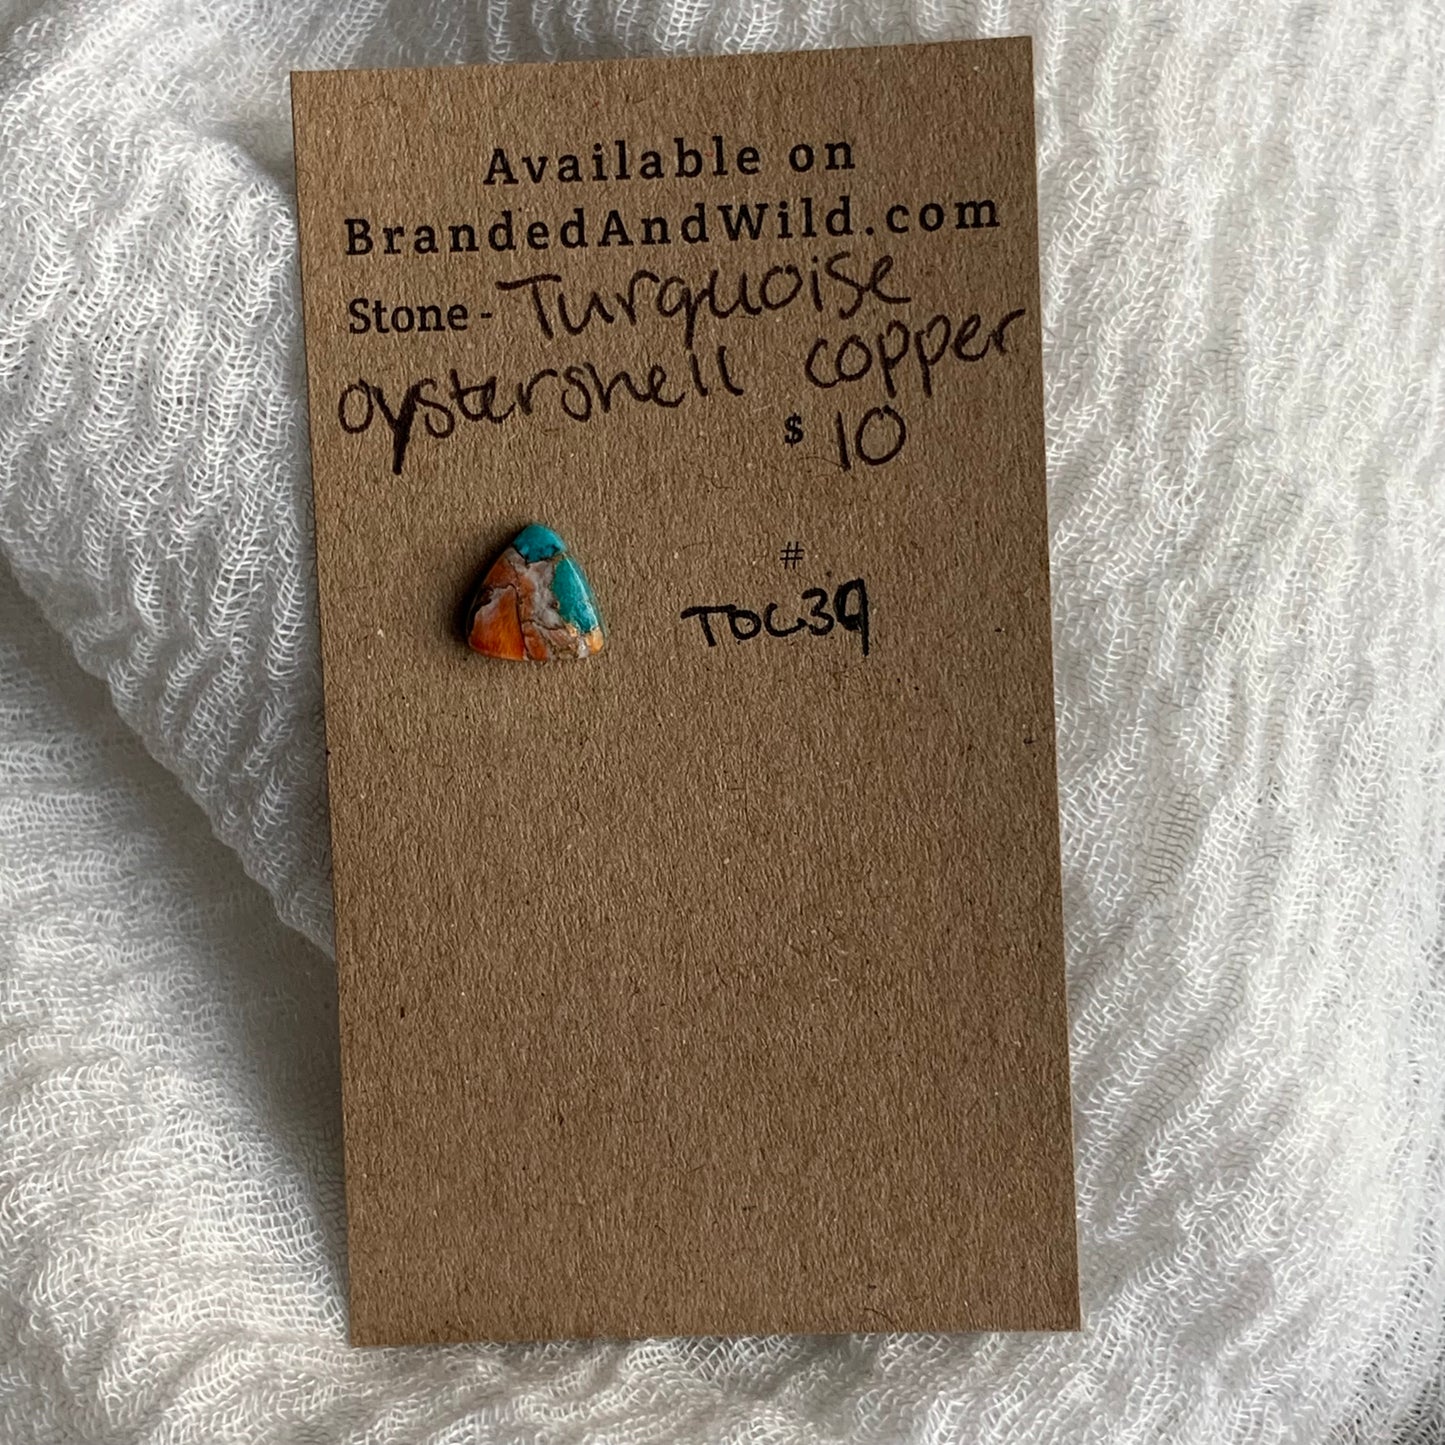 Available on
BrandedAndWild.com
Stone - Turquoise
oystershell copper
$ 10
#
TOC39